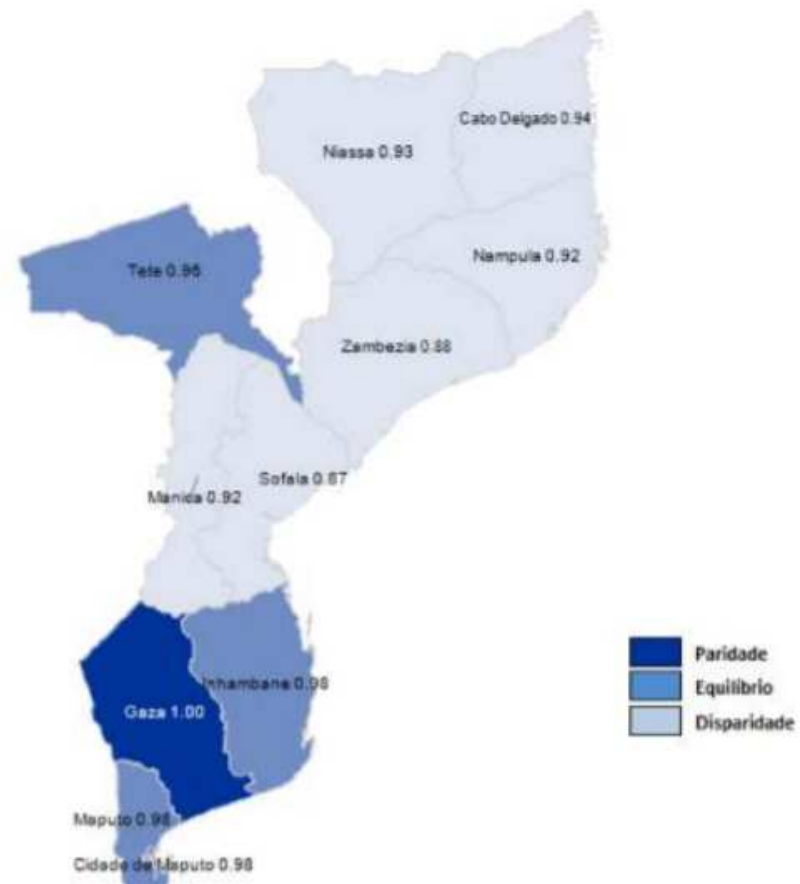 Cabo Delgado 0.94
Niassa 0.93
Nampula 0.92
Tete 0.96
Zambezia 0.88
Sofala 0.87
Manica 0.92
Inhambane 0.98
Gaza 1.00
Paridade
Equilíbrio
Disparidade
Maputo 0.98
Cidade de Maputo 0.98